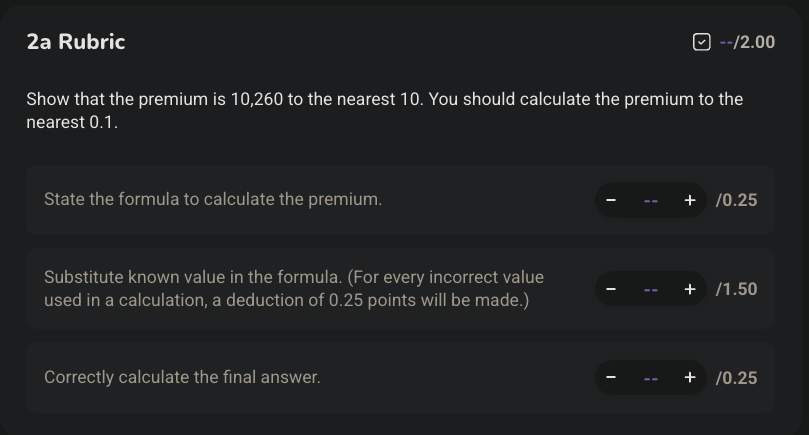 2a Rubric
--/2.00
Show that the premium is 10,260 to the nearest 10. You should calculate the premium to the
nearest 0.1.
State the formula to calculate the premium.
− -- + /0.25
Substitute known value in the formula. (For every incorrect value
used in a calculation, a deduction of 0.25 points will be made.)
− -- + /1.50
Correctly calculate the final answer.
− -- + /0.25